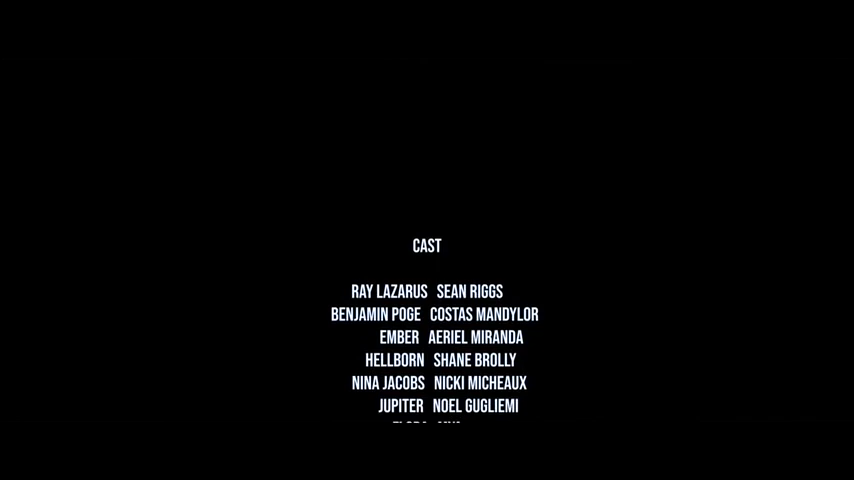 CAST
RAY LAZARUS SEAN RIGGS
BENJAMIN POGE COSTAS MANDYLOR
EMBER AERIEL MIRANDA
HELLBORN SHANE BROLLY
NINA JACOBS NICKI MICHEAUX
JUPITER NOEL GUGLIEMI